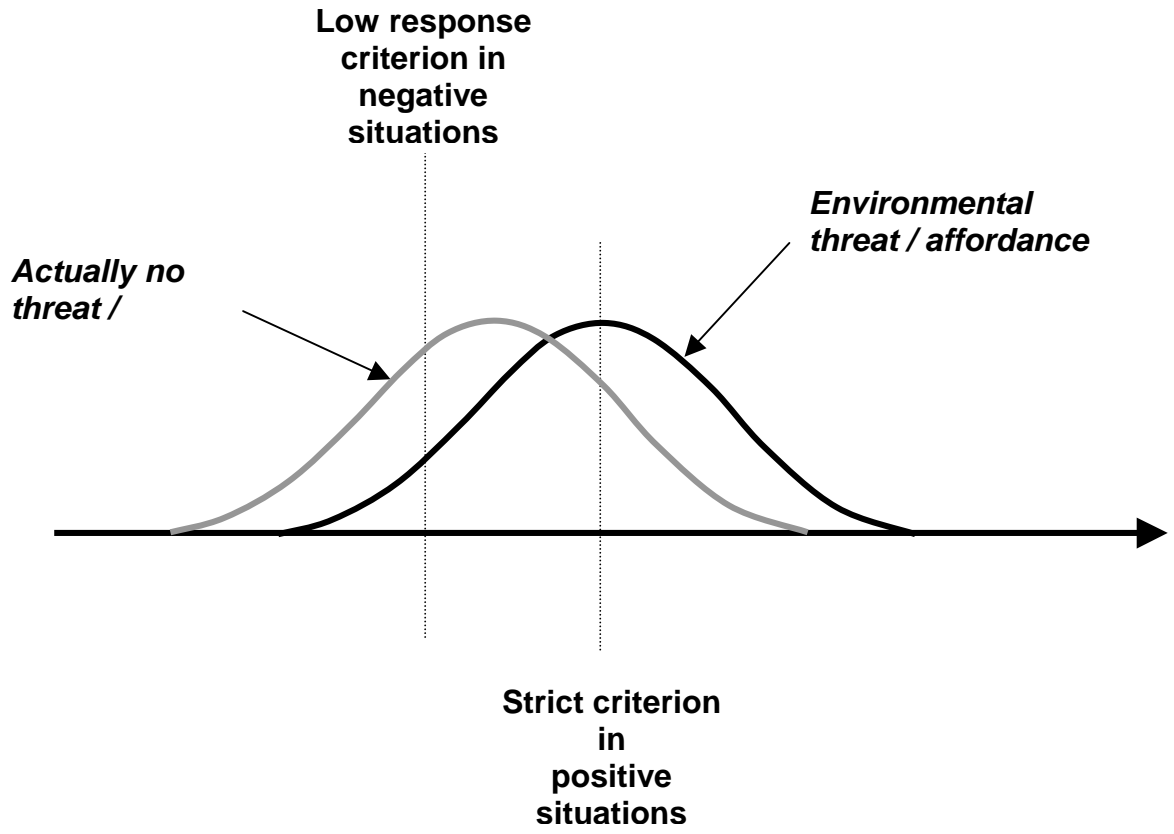 Low response
criterion in
negative
situations
Environmental
threat / affordance
Actually no
threat /
Strict criterion
in
positive
situations